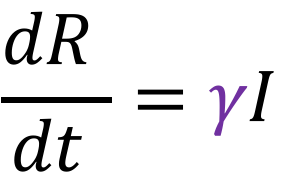 dR/dt = γI